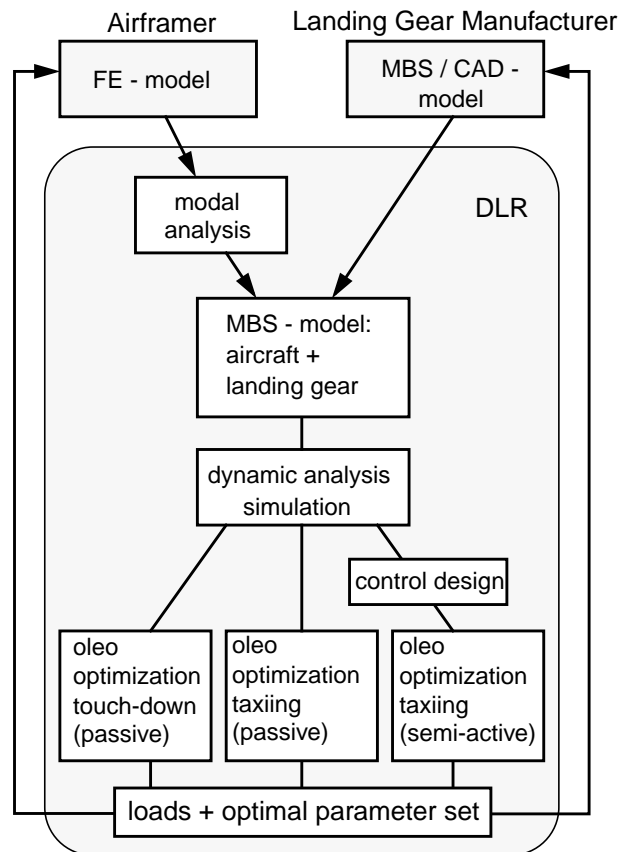 Airframer
Landing Gear Manufacturer
FE - model
MBS / CAD -
model
DLR
modal
analysis
MBS - model:
aircraft +
landing gear
dynamic analysis
simulation
control design
oleo
optimization
touch-down
(passive)
oleo
optimization
taxiing
(passive)
oleo
optimization
taxiing
(semi-active)
loads + optimal parameter set